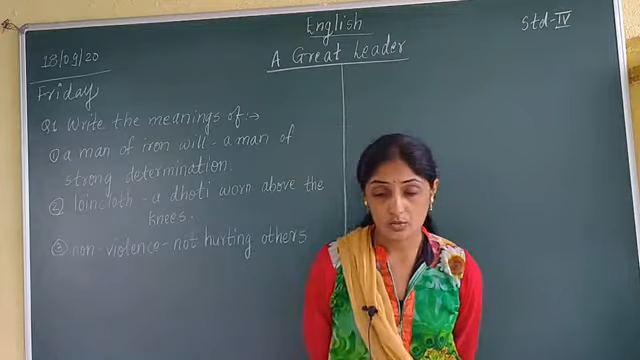 English
Std-IV
18/09/20
A Great Leader
Friday
Q1 Write the meanings of:→
① a man of iron will - a man of
strong determination.
② loincloth - a dhoti worn above the
knees.
③ non-violence - not hurting others